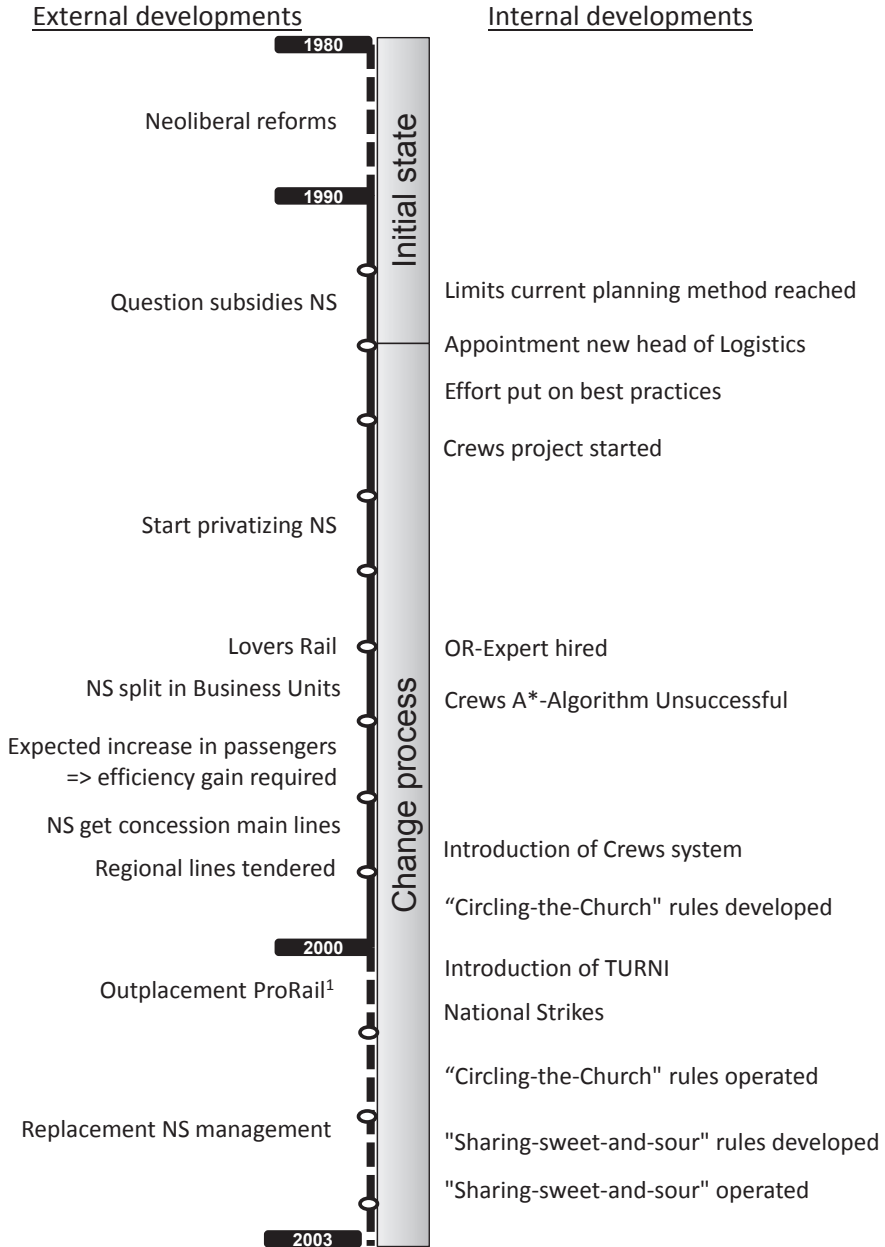 External developments
Internal developments
1980
Neoliberal reforms
Initial state
1990
Question subsidies NS
Limits current planning method reached
Appointment new head of Logistics
Effort put on best practices
Crews project started
Start privatizing NS
Lovers Rail
OR-Expert hired
NS split in Business Units
Crews A*-Algorithm Unsuccessful
Change process
Expected increase in passengers
=> efficiency gain required
NS get concession main lines
Introduction of Crews system
Regional lines tendered
“Circling-the-Church" rules developed
2000
Introduction of TURNI
Outplacement ProRail¹
National Strikes
“Circling-the-Church" rules operated
Replacement NS management
"Sharing-sweet-and-sour" rules developed
"Sharing-sweet-and-sour" operated
2003